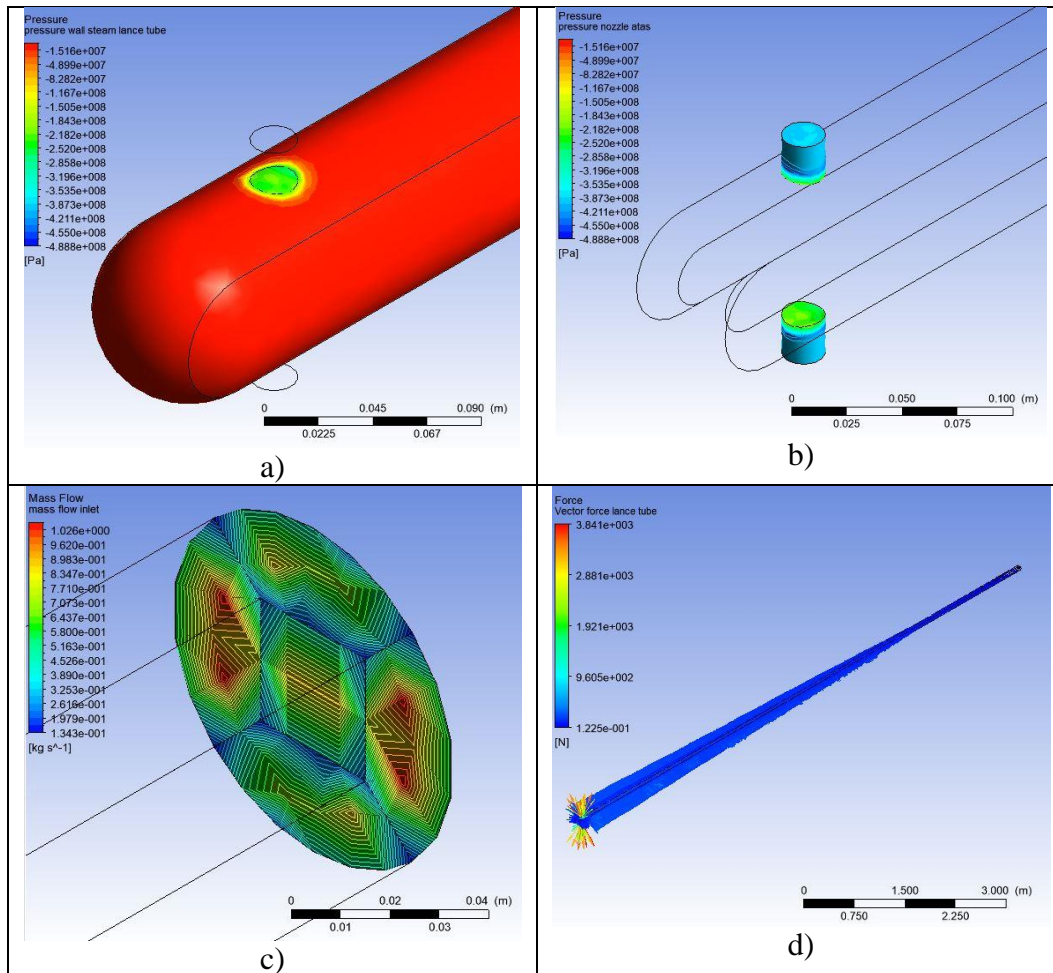 Pressure
pressure wall steam lance tube
-1.516e+007
-4.899e+007
-8.282e+007
-1.167e+008
-1.505e+008
-1.843e+008
-2.182e+008
-2.520e+008
-2.858e+008
-3.197e+008
-3.535e+008
-3.873e+008
-4.211e+008
-4.550e+008
-4.888e+008
[Pa]
0 0.045 0.090 (m)
0.0225 0.067
a)
Pressure
pressure nozzle atas
-1.516e+007
-4.899e+007
-8.282e+007
-1.167e+008
-1.505e+008
-1.843e+008
-2.182e+008
-2.520e+008
-2.858e+008
-3.197e+008
-3.535e+008
-3.873e+008
-4.211e+008
-4.550e+008
-4.888e+008
[Pa]
0 0.050 0.100 (m)
0.025 0.075
b)
Mass Flow
mass flow inlet
1.026e+000
9.620e-001
8.983e-001
8.347e-001
7.710e-001
7.073e-001
6.437e-001
5.800e-001
5.163e-001
4.526e-001
3.890e-001
3.253e-001
2.616e-001
1.979e-001
1.343e-001
[kg s^-1]
0 0.02 0.04 (m)
0.01 0.03
c)
Force
Vector force lance tube
3.841e+003
2.881e+003
1.921e+003
9.605e+002
1.225e-001
[N]
0 1.500 3.000 (m)
0.750 2.250
d)